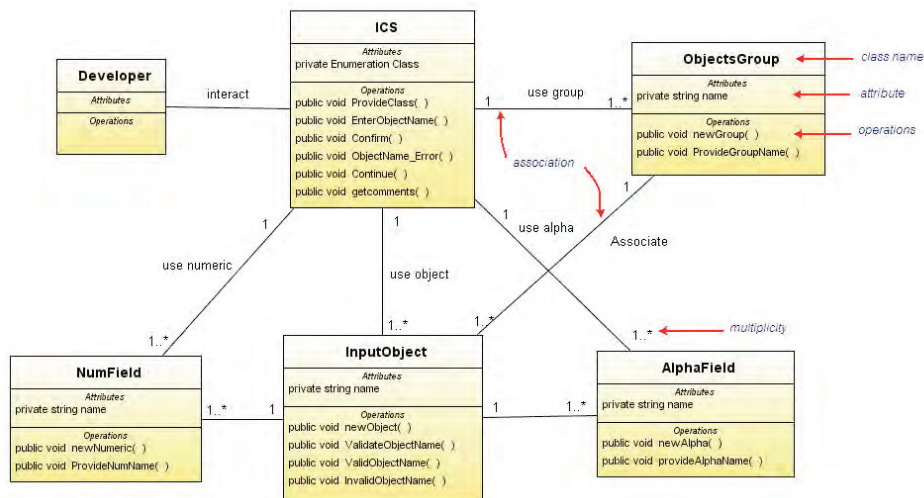 ICS
Attributes
private Enumeration Class
Operations
public void ProvideClass( )
public void EnterObjectName( )
public void Confirm( )
public void ObjectName_Error( )
public void Continue( )
public void getcomments( )
Developer
Attributes
Operations
interact
ObjectsGroup
Attributes
private string name
Operations
public void newGroup( )
public void ProvideGroupName( )
class name
attribute
operations
use group
1
1..*
association
1
1
1
1
use alpha
Associate
use numeric
use object
1..*
1..*
1..*
1..*
multiplicity
NumField
Attributes
private string name
Operations
public void newNumeric( )
public void ProvideNumName( )
1..*
1
InputObject
Attributes
private string name
Operations
public void newObject( )
public void ValidateObjectName( )
public void ValidObjectName( )
public void InvalidObjectName( )
1
1..*
AlphaField
Attributes
private string name
Operations
public void newAlpha( )
public void provideAlphaName( )